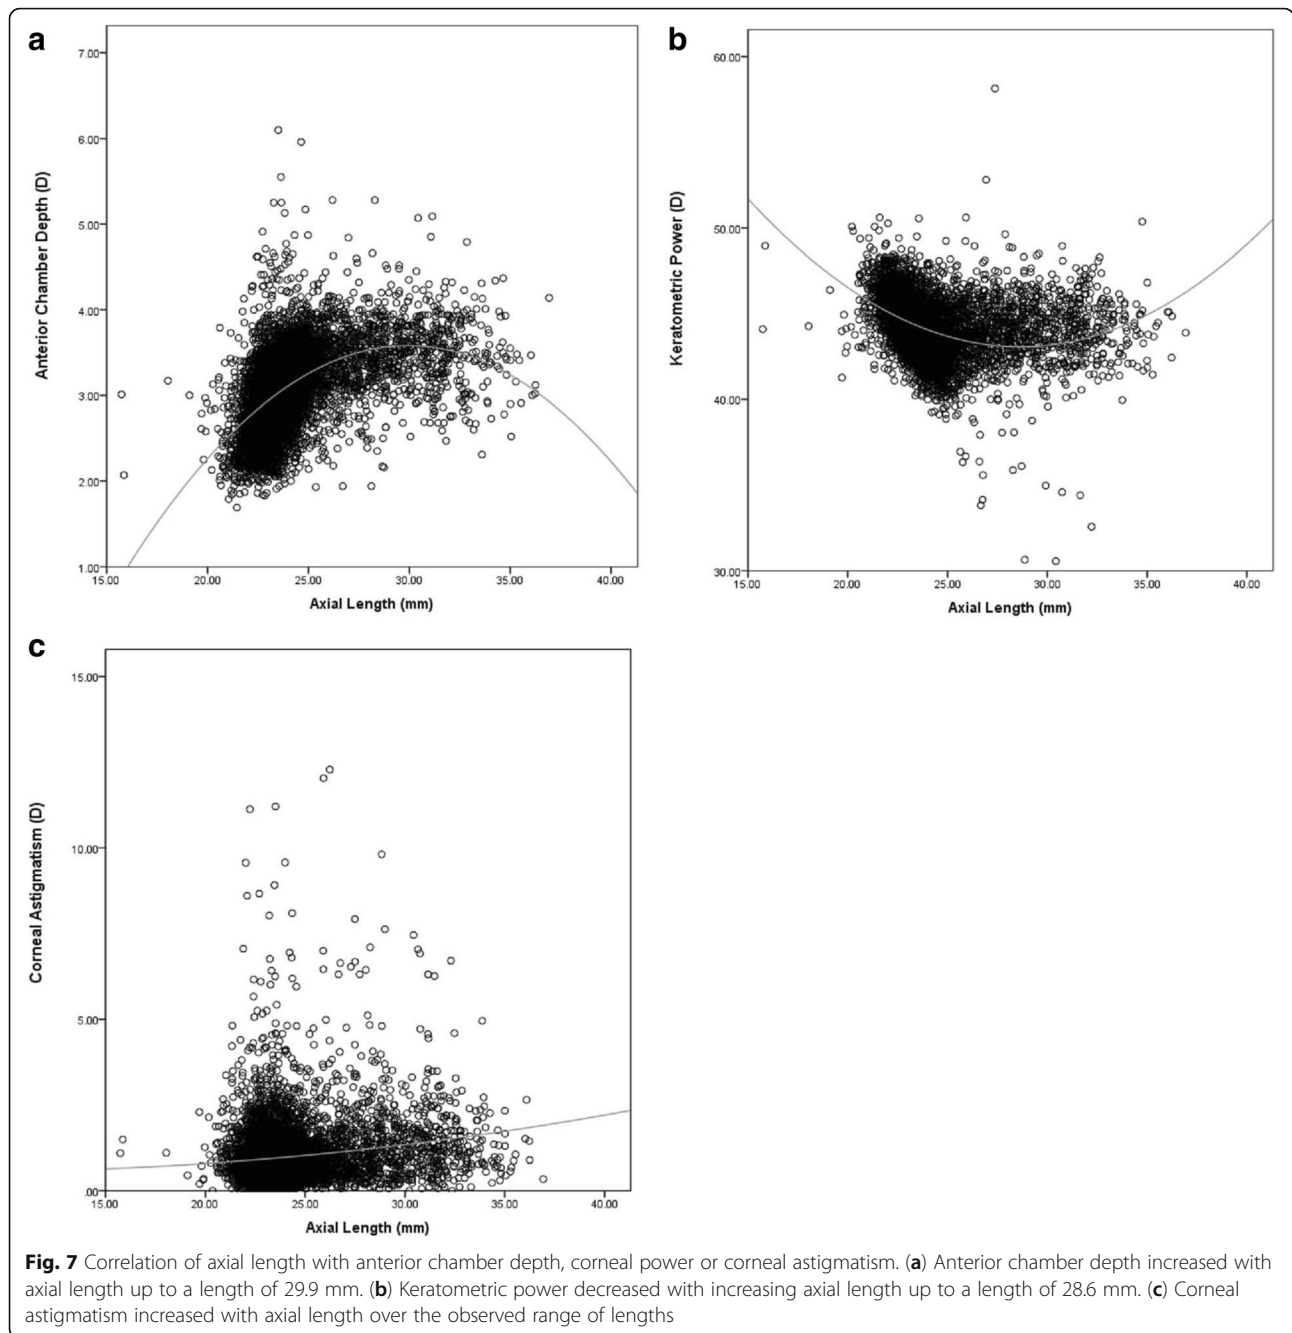 a
7.00
6.00
5.00
4.00
3.00
2.00
1.00
Anterior Chamber Depth (D)
15.00 20.00 25.00 30.00 35.00 40.00
Axial Length (mm)
b
60.00
50.00
40.00
30.00
Keratometric Power (D)
15.00 20.00 25.00 30.00 35.00 40.00
Axial Length (mm)
c
15.00
10.00
5.00
.00
Corneal Astigmatism (D)
15.00 20.00 25.00 30.00 35.00 40.00
Axial Length (mm)
Fig. 7 Correlation of axial length with anterior chamber depth, corneal power or corneal astigmatism. (a) Anterior chamber depth increased with
axial length up to a length of 29.9 mm. (b) Keratometric power decreased with increasing axial length up to a length of 28.6 mm. (c) Corneal
astigmatism increased with axial length over the observed range of lengths